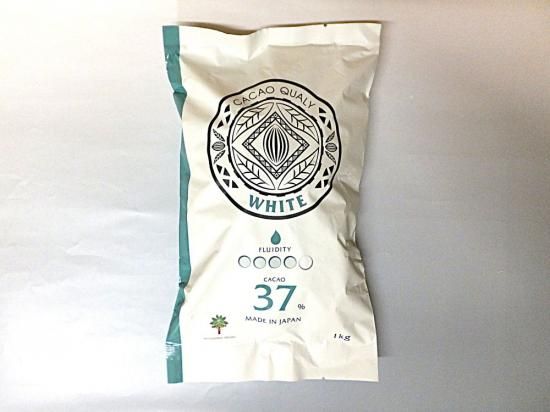 CACAO QUALY
WHITE
FLUIDITY
CACAO
37%
MADE IN JAPAN
1kg